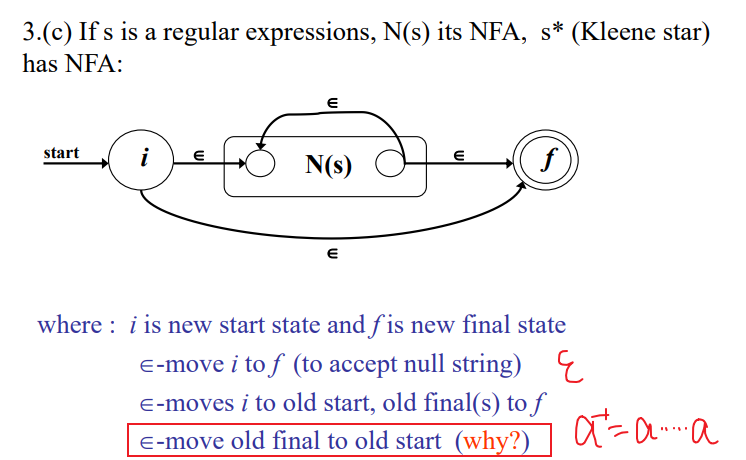 3.(c) If s is a regular expressions, N(s) its NFA, s* (Kleene star)
has NFA:
∈
start
i
∈
N(s)
∈
f
∈
where : i is new start state and f is new final state
∈-move i to f (to accept null string) ε
∈-moves i to old start, old final(s) to f
∈-move old final to old start (why?) a⁺=a.....a